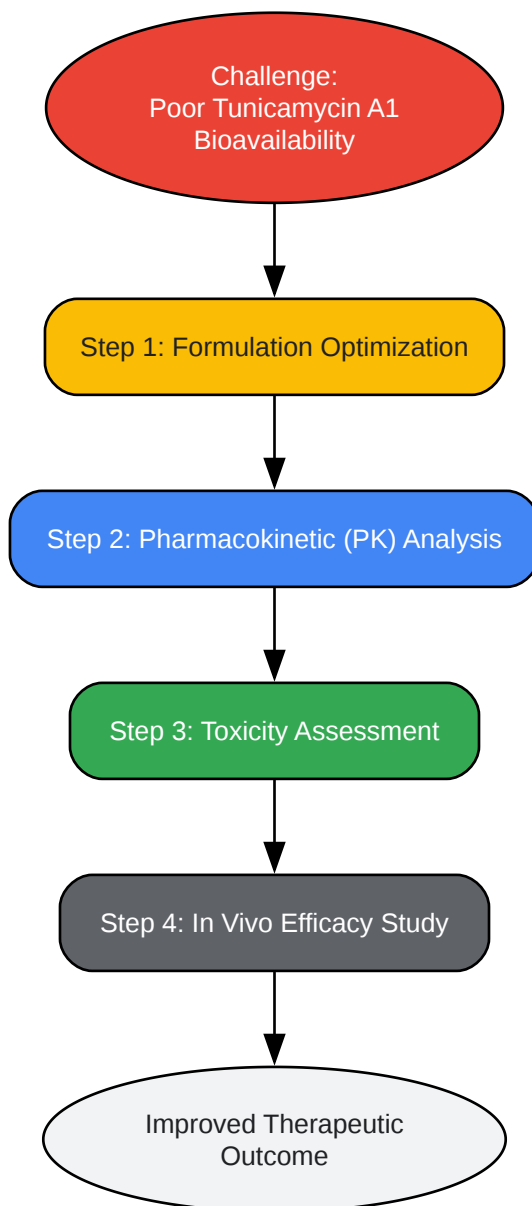 Challenge:
Poor Tunicamycin A1
Bioavailability
Step 1: Formulation Optimization
Step 2: Pharmacokinetic (PK) Analysis
Step 3: Toxicity Assessment
Step 4: In Vivo Efficacy Study
Improved Therapeutic
Outcome